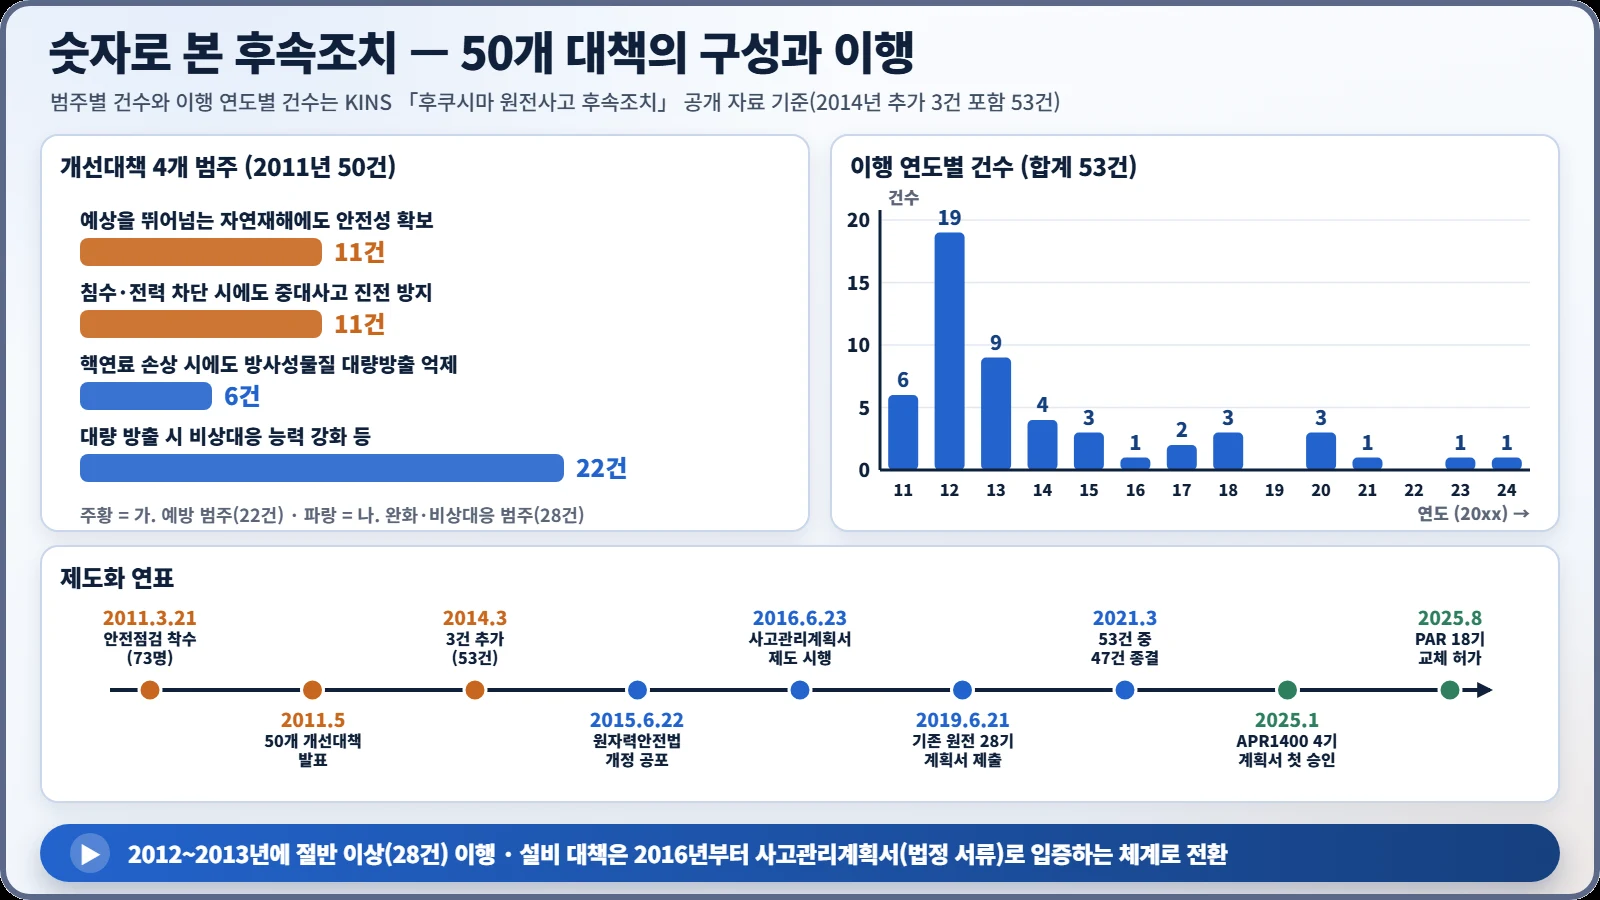 숫자로 본 후속조치 — 50개 대책의 구성과 이행
범주별 건수와 이행 연도별 건수는 KINS 「후쿠시마 원전사고 후속조치」 공개 자료 기준(2014년 추가 3건 포함 53건)
개선대책 4개 범주 (2011년 50건)
예상을 뛰어넘는 자연재해에도 안전성 확보
11건
침수·전력 차단 시에도 중대사고 진전 방지
11건
핵연료 손상 시에도 방사성물질 대량방출 억제
6건
대량 방출 시 비상대응 능력 강화 등
22건
주황 = 가. 예방 범주(22건) · 파랑 = 나. 완화·비상대응 범주(28건)
이행 연도별 건수 (합계 53건)
건수
20
15
10
5
0
6 19 9 4 3 1 2 3 3 1 1 1
11 12 13 14 15 16 17 18 19 20 21 22 23 24
연도 (20xx) →
제도화 연표
2011.3.21
안전점검 착수
(73명)
2011.5
50개 개선대책
발표
2014.3
3건 추가
(53건)
2015.6.22
원자력안전법
개정 공포
2016.6.23
사고관리계획서
제도 시행
2019.6.21
기존 원전 28기
계획서 제출
2021.3
53건 중
47건 종결
2025.1
APR1400 4기
계획서 첫 승인
2025.8
PAR 18기
교체 허가
2012~2013년에 절반 이상(28건) 이행 · 설비 대책은 2016년부터 사고관리계획서(법정 서류)로 입증하는 체계로 전환